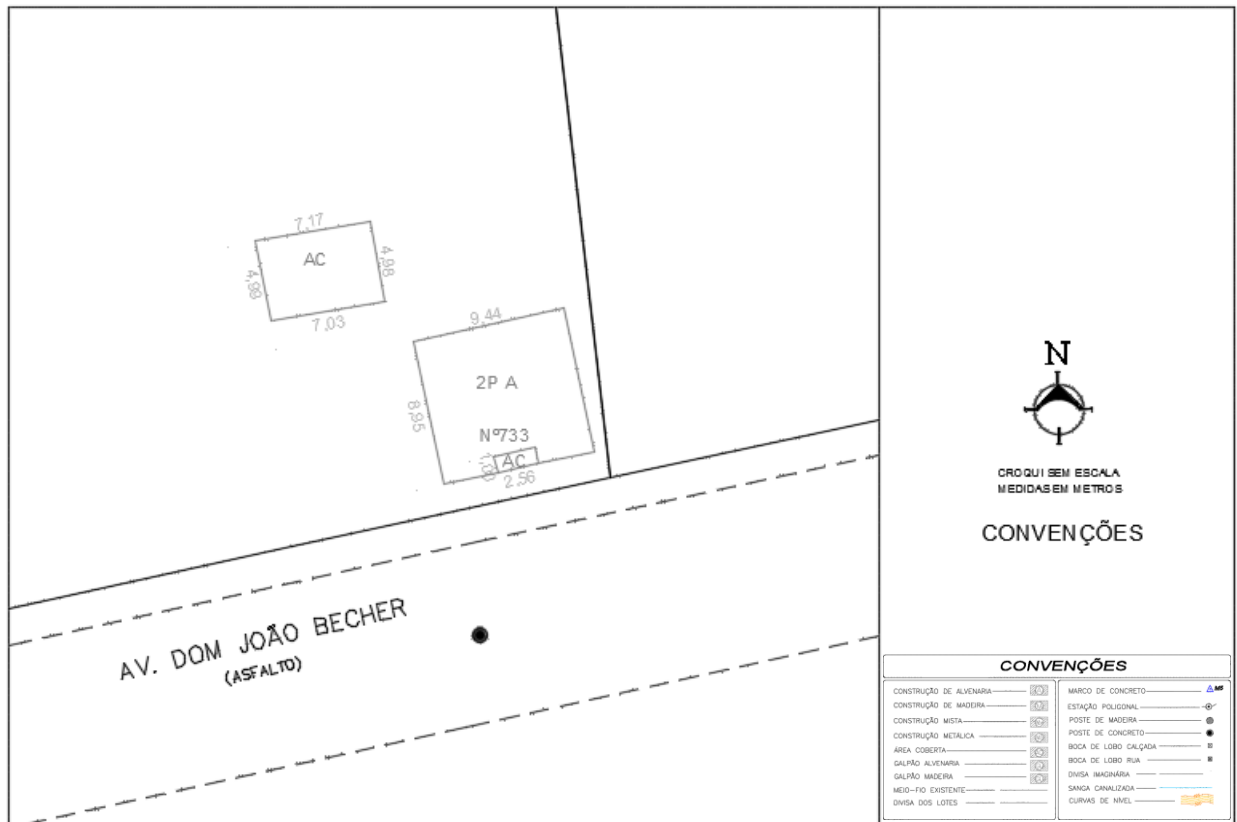 7,17
AC
4,99
4,98
7,03
9,44
2P A
8,95
Nº733
AC
2,56
AV. DOM JOÃO BECHER
(ASFALTO)
N
CROQUI SEM ESCALA
MEDIDAS EM METROS
CONVENÇÕES
CONVENÇÕES
CONSTRUÇÃO DE ALVENARIA
CONSTRUÇÃO DE MADEIRA
CONSTRUÇÃO MISTA
CONSTRUÇÃO METÁLICA
ÁREA COBERTA
GALPÃO ALVENARIA
GALPÃO MADEIRA
MEIO-FIO EXISTENTE
DIVISA DOS LOTES
MARCO DE CONCRETO
ESTAÇÃO POLIGONAL
POSTE DE MADEIRA
POSTE DE CONCRETO
BOCA DE LOBO CALÇADA
BOCA DE LOBO RUA
DIVISA IMAGINÁRIA
SANGA CANALIZADA
CURVAS DE NÍVEL